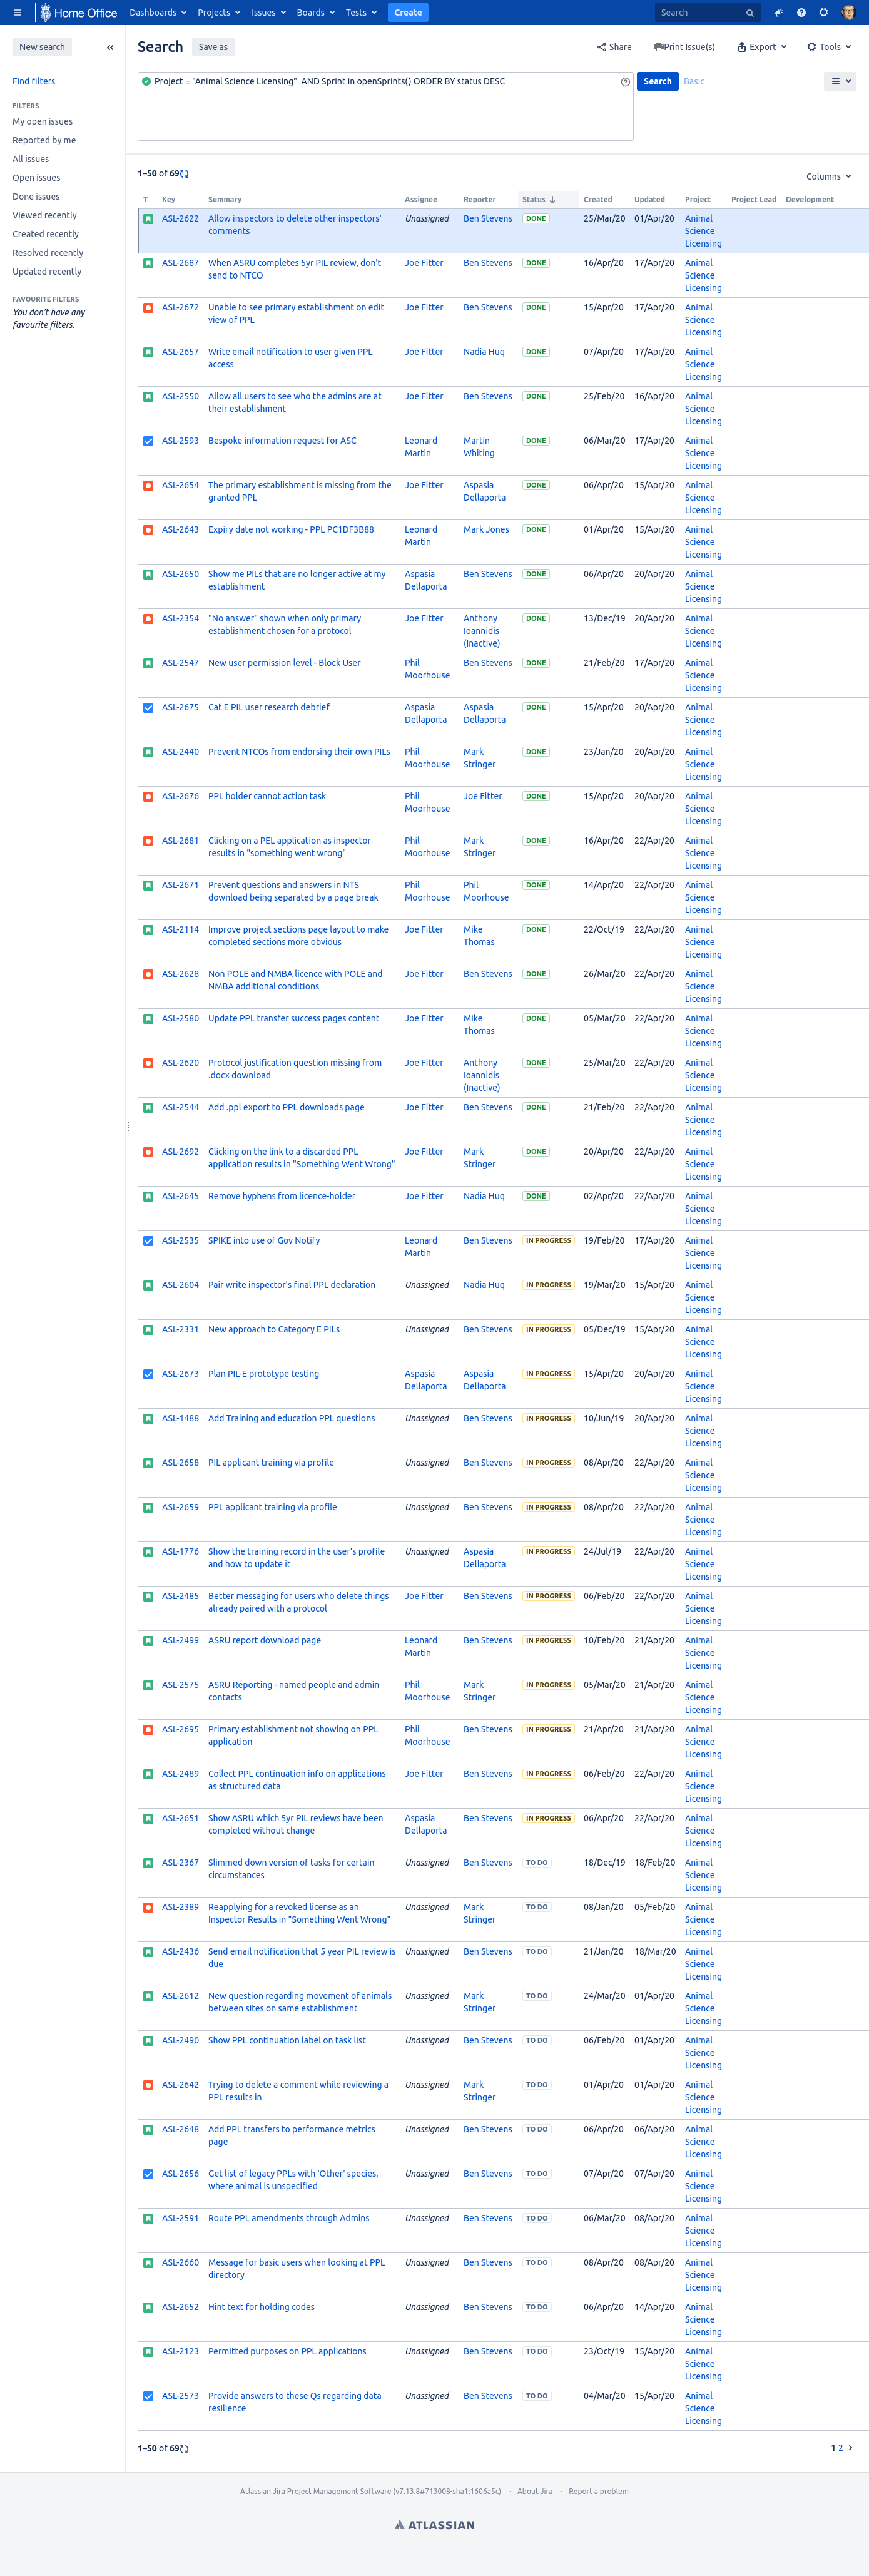 Home Office Dashboards Projects Issues Boards Tests Create Search
New search
Find filters
FILTERS
My open issues
Reported by me
All issues
Open issues
Done issues
Viewed recently
Created recently
Resolved recently
Updated recently
FAVOURITE FILTERS
You don't have any
favourite filters.
Search Save as Share Print Issue(s) Export Tools
Project = "Animal Science Licensing" AND Sprint in openSprints() ORDER BY status DESC Search Basic
1–50 of 69 Columns
T Key Summary Assignee Reporter Status Created Updated Project Project Lead Development
ASL-2622 Allow inspectors to delete other inspectors' comments Unassigned Ben Stevens DONE 25/Mar/20 01/Apr/20 Animal Science Licensing
ASL-2687 When ASRU completes 5yr PIL review, don't send to NTCO Joe Fitter Ben Stevens DONE 16/Apr/20 17/Apr/20 Animal Science Licensing
ASL-2672 Unable to see primary establishment on edit view of PPL Joe Fitter Ben Stevens DONE 15/Apr/20 17/Apr/20 Animal Science Licensing
ASL-2657 Write email notification to user given PPL access Joe Fitter Nadia Huq DONE 07/Apr/20 17/Apr/20 Animal Science Licensing
ASL-2550 Allow all users to see who the admins are at their establishment Joe Fitter Ben Stevens DONE 25/Feb/20 16/Apr/20 Animal Science Licensing
ASL-2593 Bespoke information request for ASC Leonard Martin Martin Whiting DONE 06/Mar/20 17/Apr/20 Animal Science Licensing
ASL-2654 The primary establishment is missing from the granted PPL Joe Fitter Aspasia Dellaporta DONE 06/Apr/20 15/Apr/20 Animal Science Licensing
ASL-2643 Expiry date not working - PPL PC1DF3B88 Leonard Martin Mark Jones DONE 01/Apr/20 15/Apr/20 Animal Science Licensing
ASL-2650 Show me PILs that are no longer active at my establishment Aspasia Dellaporta Ben Stevens DONE 06/Apr/20 20/Apr/20 Animal Science Licensing
ASL-2354 "No answer" shown when only primary establishment chosen for a protocol Joe Fitter Anthony Ioannidis (Inactive) DONE 13/Dec/19 20/Apr/20 Animal Science Licensing
ASL-2547 New user permission level - Block User Phil Moorhouse Ben Stevens DONE 21/Feb/20 17/Apr/20 Animal Science Licensing
ASL-2675 Cat E PIL user research debrief Aspasia Dellaporta Aspasia Dellaporta DONE 15/Apr/20 20/Apr/20 Animal Science Licensing
ASL-2440 Prevent NTCOs from endorsing their own PILs Phil Moorhouse Mark Stringer DONE 23/Jan/20 20/Apr/20 Animal Science Licensing
ASL-2676 PPL holder cannot action task Phil Moorhouse Joe Fitter DONE 15/Apr/20 20/Apr/20 Animal Science Licensing
ASL-2681 Clicking on a PEL application as inspector results in "something went wrong" Phil Moorhouse Mark Stringer DONE 16/Apr/20 22/Apr/20 Animal Science Licensing
ASL-2671 Prevent questions and answers in NTS download being separated by a page break Phil Moorhouse Phil Moorhouse DONE 14/Apr/20 22/Apr/20 Animal Science Licensing
ASL-2114 Improve project sections page layout to make completed sections more obvious Joe Fitter Mike Thomas DONE 22/Oct/19 22/Apr/20 Animal Science Licensing
ASL-2628 Non POLE and NMBA licence with POLE and NMBA additional conditions Joe Fitter Ben Stevens DONE 26/Mar/20 22/Apr/20 Animal Science Licensing
ASL-2580 Update PPL transfer success pages content Joe Fitter Mike Thomas DONE 05/Mar/20 22/Apr/20 Animal Science Licensing
ASL-2620 Protocol justification question missing from .docx download Joe Fitter Anthony Ioannidis (Inactive) DONE 25/Mar/20 22/Apr/20 Animal Science Licensing
ASL-2544 Add .ppl export to PPL downloads page Joe Fitter Ben Stevens DONE 21/Feb/20 22/Apr/20 Animal Science Licensing
ASL-2692 Clicking on the link to a discarded PPL application results in "Something Went Wrong" Joe Fitter Mark Stringer DONE 20/Apr/20 22/Apr/20 Animal Science Licensing
ASL-2645 Remove hyphens from licence-holder Joe Fitter Nadia Huq DONE 02/Apr/20 22/Apr/20 Animal Science Licensing
ASL-2535 SPIKE into use of Gov Notify Leonard Martin Ben Stevens IN PROGRESS 19/Feb/20 17/Apr/20 Animal Science Licensing
ASL-2604 Pair write inspector's final PPL declaration Unassigned Nadia Huq IN PROGRESS 19/Mar/20 15/Apr/20 Animal Science Licensing
ASL-2331 New approach to Category E PILs Unassigned Ben Stevens IN PROGRESS 05/Dec/19 15/Apr/20 Animal Science Licensing
ASL-2673 Plan PIL-E prototype testing Aspasia Dellaporta Aspasia Dellaporta IN PROGRESS 15/Apr/20 20/Apr/20 Animal Science Licensing
ASL-1488 Add Training and education PPL questions Unassigned Ben Stevens IN PROGRESS 10/Jun/19 20/Apr/20 Animal Science Licensing
ASL-2658 PIL applicant training via profile Unassigned Ben Stevens IN PROGRESS 08/Apr/20 22/Apr/20 Animal Science Licensing
ASL-2659 PPL applicant training via profile Unassigned Ben Stevens IN PROGRESS 08/Apr/20 22/Apr/20 Animal Science Licensing
ASL-1776 Show the training record in the user's profile and how to update it Unassigned Aspasia Dellaporta IN PROGRESS 24/Jul/19 22/Apr/20 Animal Science Licensing
ASL-2485 Better messaging for users who delete things already paired with a protocol Joe Fitter Ben Stevens IN PROGRESS 06/Feb/20 22/Apr/20 Animal Science Licensing
ASL-2499 ASRU report download page Leonard Martin Ben Stevens IN PROGRESS 10/Feb/20 21/Apr/20 Animal Science Licensing
ASL-2575 ASRU Reporting - named people and admin contacts Phil Moorhouse Mark Stringer IN PROGRESS 05/Mar/20 21/Apr/20 Animal Science Licensing
ASL-2695 Primary establishment not showing on PPL application Phil Moorhouse Ben Stevens IN PROGRESS 21/Apr/20 21/Apr/20 Animal Science Licensing
ASL-2489 Collect PPL continuation info on applications as structured data Joe Fitter Ben Stevens IN PROGRESS 06/Feb/20 22/Apr/20 Animal Science Licensing
ASL-2651 Show ASRU which 5yr PIL reviews have been completed without change Aspasia Dellaporta Ben Stevens IN PROGRESS 06/Apr/20 22/Apr/20 Animal Science Licensing
ASL-2367 Slimmed down version of tasks for certain circumstances Unassigned Ben Stevens TO DO 18/Dec/19 18/Feb/20 Animal Science Licensing
ASL-2389 Reapplying for a revoked license as an Inspector Results in "Something Went Wrong" Unassigned Mark Stringer TO DO 08/Jan/20 05/Feb/20 Animal Science Licensing
ASL-2436 Send email notification that 5 year PIL review is due Unassigned Ben Stevens TO DO 21/Jan/20 18/Mar/20 Animal Science Licensing
ASL-2612 New question regarding movement of animals between sites on same establishment Unassigned Mark Stringer TO DO 24/Mar/20 01/Apr/20 Animal Science Licensing
ASL-2490 Show PPL continuation label on task list Unassigned Ben Stevens TO DO 06/Feb/20 01/Apr/20 Animal Science Licensing
ASL-2642 Trying to delete a comment while reviewing a PPL results in Unassigned Mark Stringer TO DO 01/Apr/20 01/Apr/20 Animal Science Licensing
ASL-2648 Add PPL transfers to performance metrics page Unassigned Ben Stevens TO DO 06/Apr/20 06/Apr/20 Animal Science Licensing
ASL-2656 Get list of legacy PPLs with 'Other' species, where animal is unspecified Unassigned Ben Stevens TO DO 07/Apr/20 07/Apr/20 Animal Science Licensing
ASL-2591 Route PPL amendments through Admins Unassigned Ben Stevens TO DO 06/Mar/20 08/Apr/20 Animal Science Licensing
ASL-2660 Message for basic users when looking at PPL directory Unassigned Ben Stevens TO DO 08/Apr/20 08/Apr/20 Animal Science Licensing
ASL-2652 Hint text for holding codes Unassigned Ben Stevens TO DO 06/Apr/20 14/Apr/20 Animal Science Licensing
ASL-2123 Permitted purposes on PPL applications Unassigned Ben Stevens TO DO 23/Oct/19 15/Apr/20 Animal Science Licensing
ASL-2573 Provide answers to these Qs regarding data resilience Unassigned Ben Stevens TO DO 04/Mar/20 15/Apr/20 Animal Science Licensing
1–50 of 69 1 2
Atlassian Jira Project Management Software (v7.13.8#713008-sha1:1606a5c) · About Jira · Report a problem
ATLASSIAN